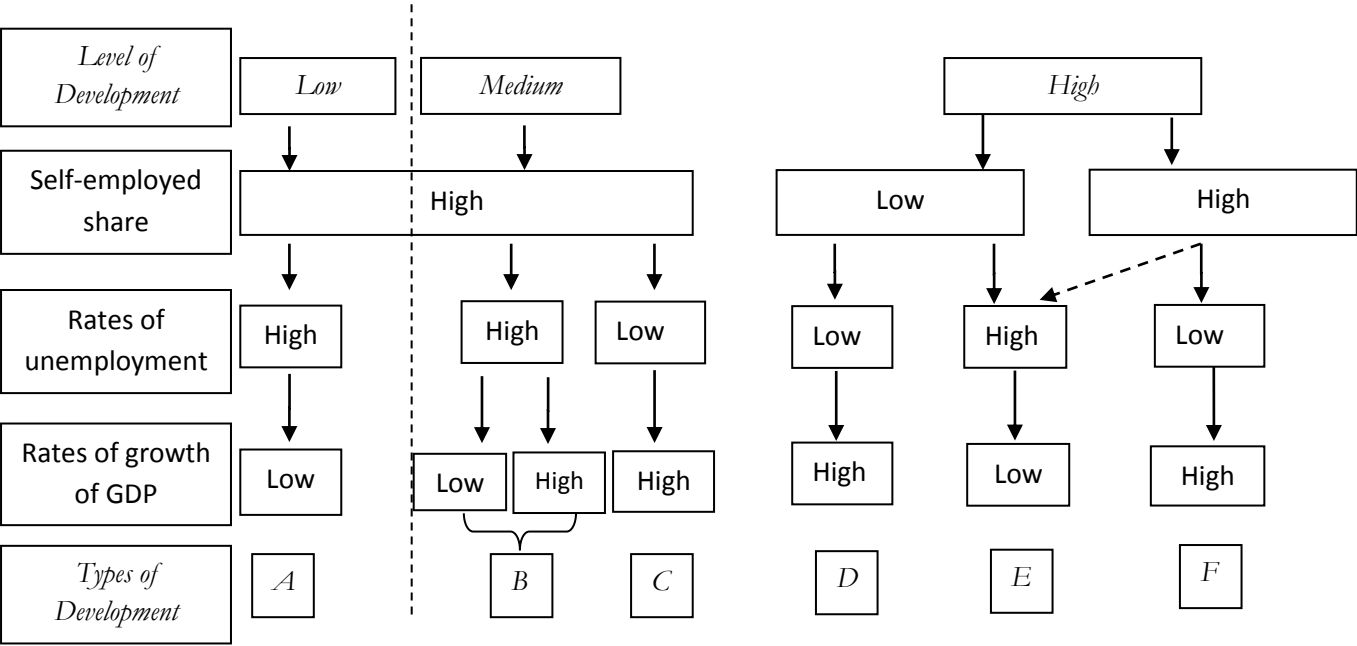 Level of
Development
Low
Medium
High
Self-employed
share
High
Low
High
Rates of
unemployment
High
High
Low
Low
High
Low
Rates of growth
of GDP
Low
Low
High
High
High
Low
High
Types of
Development
A
B
C
D
E
F